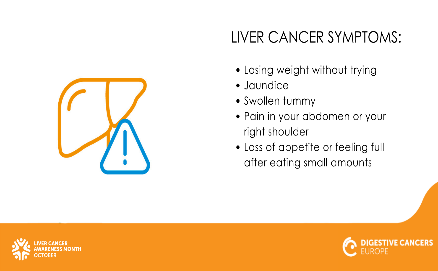 LIVER CANCER SYMPTOMS:
• Losing weight without trying
• Jaundice
• Swollen tummy
• Pain in your abdomen or your
right shoulder
• Loss of appetite or feeling full
after eating small amounts
LIVER CANCER
AWARENESS MONTH
OCTOBER
DIGESTIVE CANCERS
EUROPE